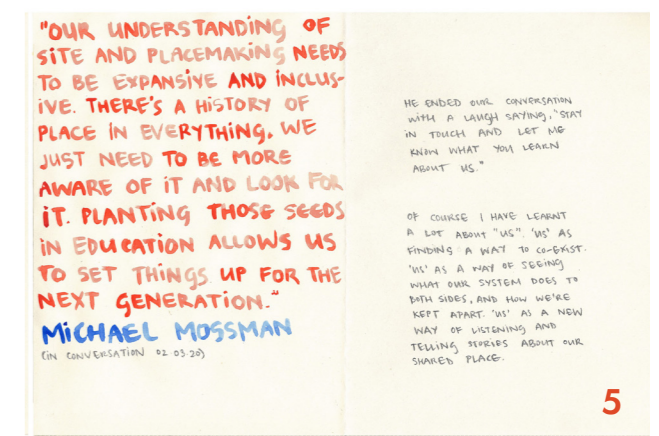 "OUR UNDERSTANDING OF
SITE AND PLACEMAKING NEEDS
TO BE EXPANSIVE AND INCLUS-
IVE. THERE'S A HISTORY OF
PLACE IN EVERYTHING. WE
JUST NEED TO BE MORE
AWARE OF IT AND LOOK FOR
IT. PLANTING THOSE SEEDS
IN EDUCATION ALLOWS US
TO SET THINGS UP FOR THE
NEXT GENERATION."
MICHAEL MOSSMAN
(IN CONVERSATION 02.03.20)
HE ENDED OUR CONVERSATION
WITH A LAUGH SAYING, "STAY
IN TOUCH AND LET ME
KNOW WHAT YOU LEARN
ABOUT US."
OF COURSE I HAVE LEARNT
A LOT ABOUT "US". 'US' AS
FINDING A WAY TO CO-EXIST.
'US' AS A WAY OF SEEING
WHAT OUR SYSTEM DOES TO
BOTH SIDES, AND HOW WE'RE
KEPT APART. 'US' AS A NEW
WAY OF LISTENING AND
TELLING STORIES ABOUT OUR
SHARED PLACE.
5